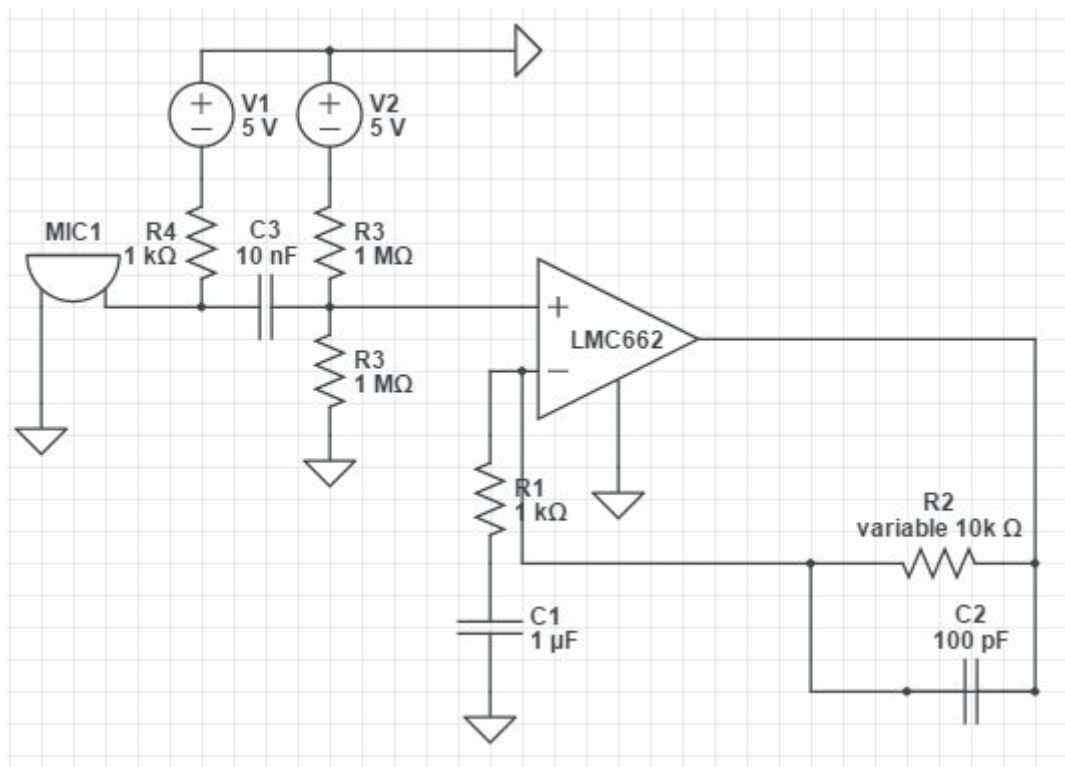 V1
5 V
V2
5 V
MIC1
R4
1 kΩ
C3
10 nF
R3
1 MΩ
R3
1 MΩ
LMC662
R1
1 kΩ
R2
variable 10k Ω
C1
1 μF
C2
100 pF